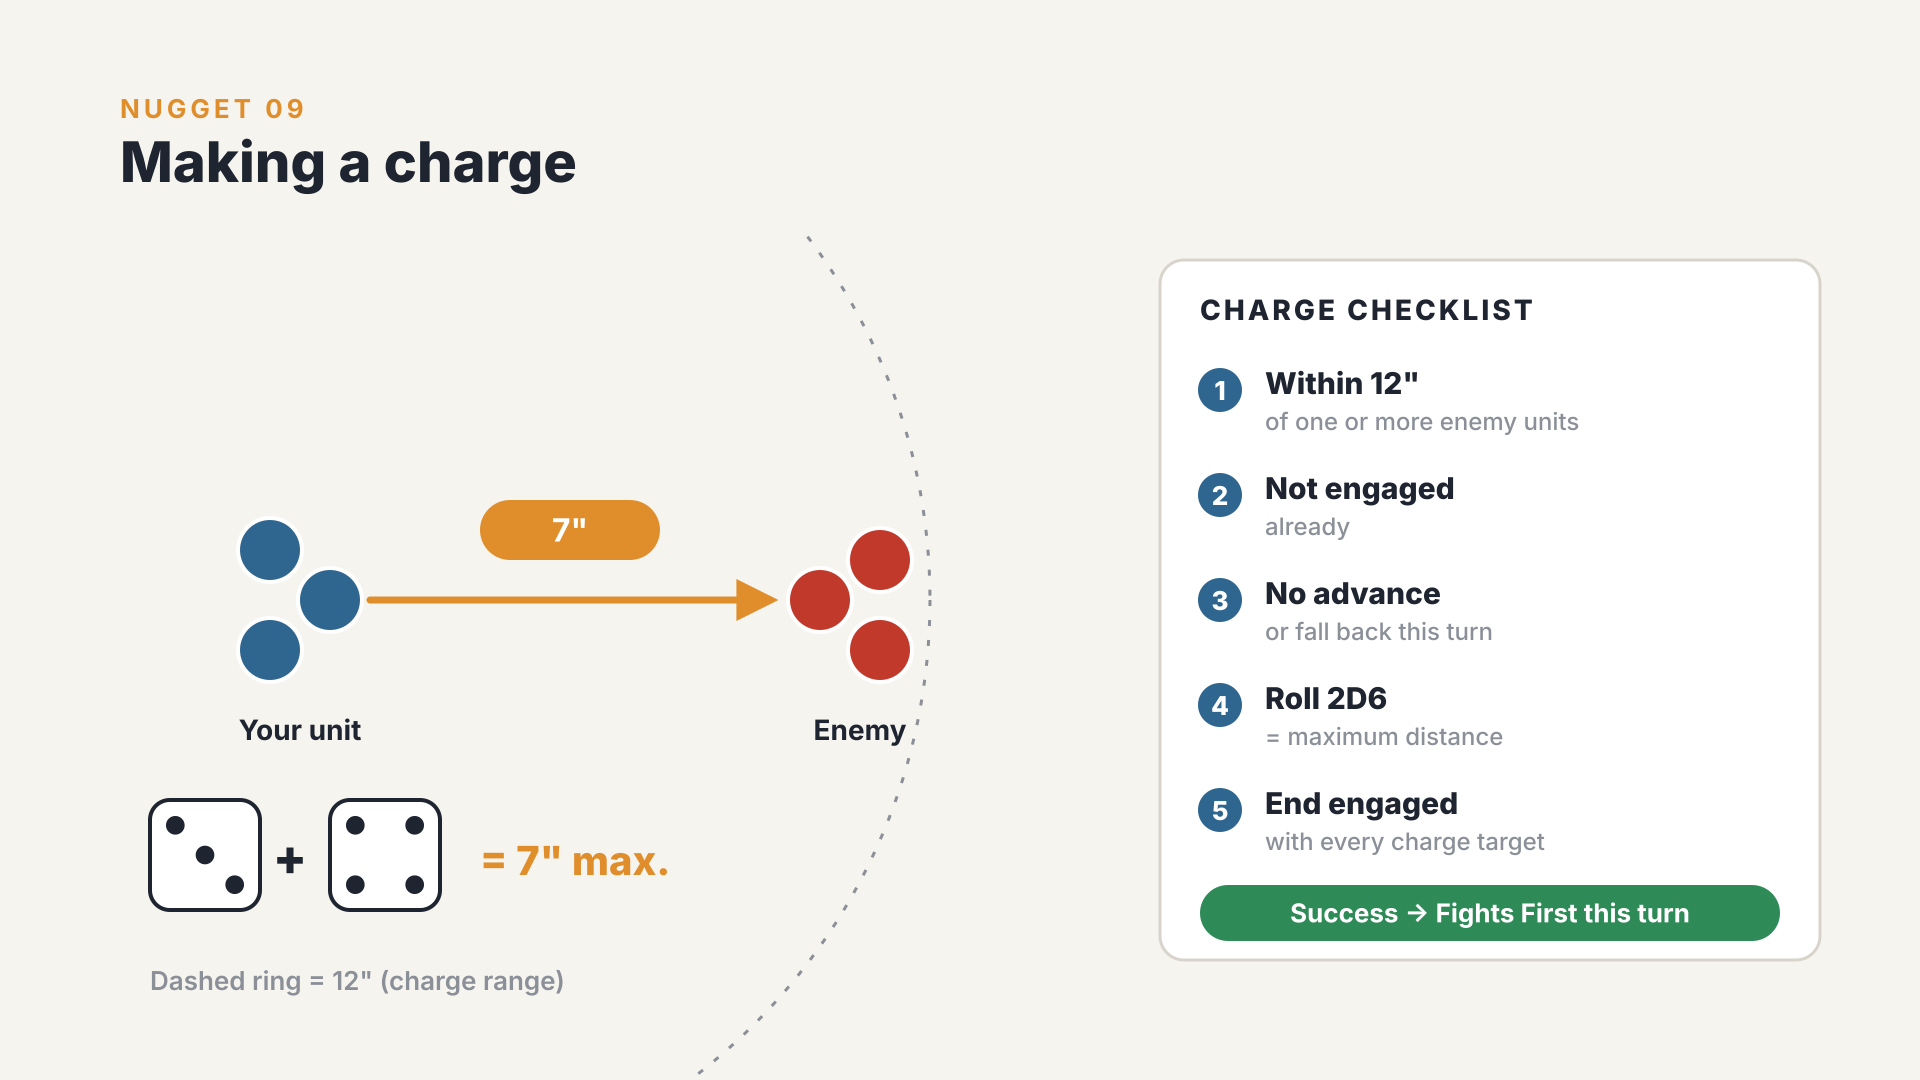 NUGGET 09
Making a charge
7"
Your unit
Enemy
+
= 7" max.
Dashed ring = 12" (charge range)
CHARGE CHECKLIST
1
Within 12"
of one or more enemy units
2
Not engaged
already
3
No advance
or fall back this turn
4
Roll 2D6
= maximum distance
5
End engaged
with every charge target
Success → Fights First this turn